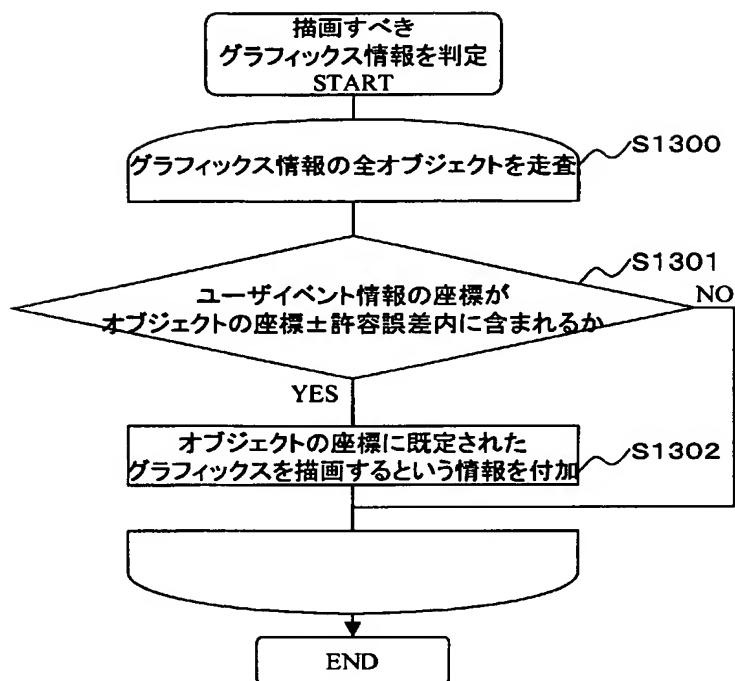 描画すべき
グラフィックス情報を判定
START
グラフィックス情報の全オブジェクトを走査
S1300
S1301
ユーザイベント情報の座標が
オブジェクトの座標±許容誤差内に含まれるか
NO
YES
オブジェクトの座標に既定された
グラフィックスを描画するという情報を付加
S1302
END